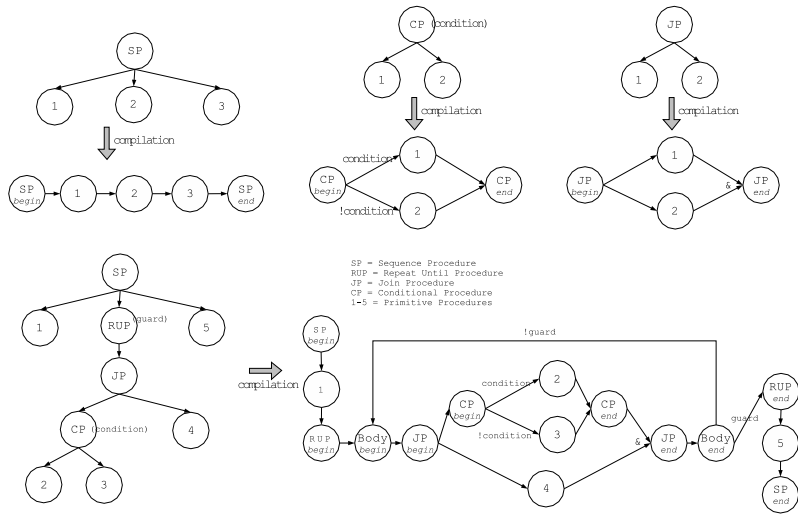 SP
1
2
3
compilation
SP begin
1
2
3
SP end
CP (condition)
1
2
compilation
condition
1
CP begin
CP end
!condition
2
JP
1
2
compilation
1
JP begin
&
JP end
2
SP
1
RUP (guard)
5
JP
CP (condition)
4
2
3
compilation
SP = Sequence Procedure
RUP = Repeat Until Procedure
JP = Join Procedure
CP = Conditional Procedure
1-5 = Primitive Procedures
SP begin
1
RUP begin
Body begin
JP begin
CP begin
condition
2
!condition
3
CP end
4
&
JP end
Body end
!guard
guard
RUP end
5
SP end